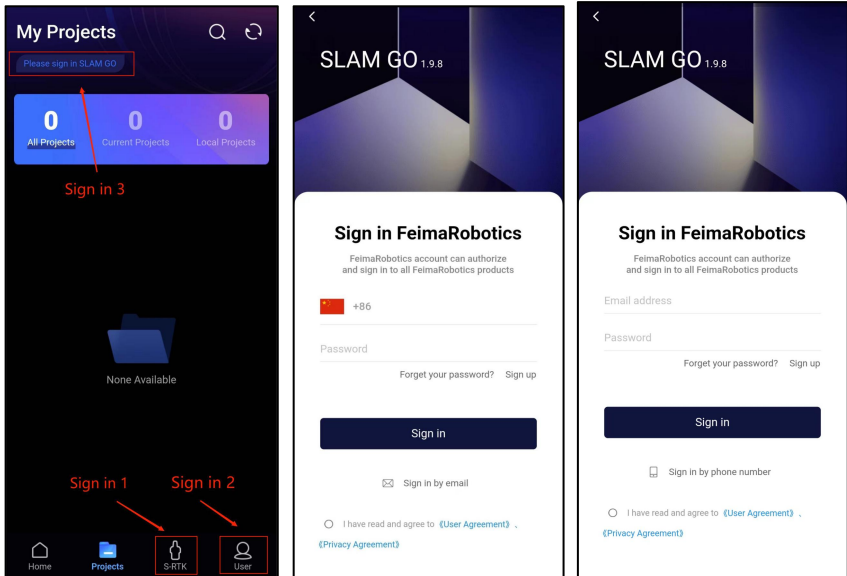 My Projects
Please sign in SLAM GO
0
0
0
All Projects
Current Projects
Local Projects
Sign in 3
None Available
Sign in 1
Sign in 2
Home
Projects
S-RTK
User
SLAM GO 1.9.8
Sign in FeimaRobotics
FeimaRobotics account can authorize
and sign in to all FeimaRobotics products
+86
Password
Forget your password? Sign up
Sign in
Sign in by email
I have read and agree to 《User Agreement》 、
《Privacy Agreement》
SLAM GO 1.9.8
Sign in FeimaRobotics
FeimaRobotics account can authorize
and sign in to all FeimaRobotics products
Email address
Password
Forget your password? Sign up
Sign in
Sign in by phone number
I have read and agree to 《User Agreement》 、
《Privacy Agreement》